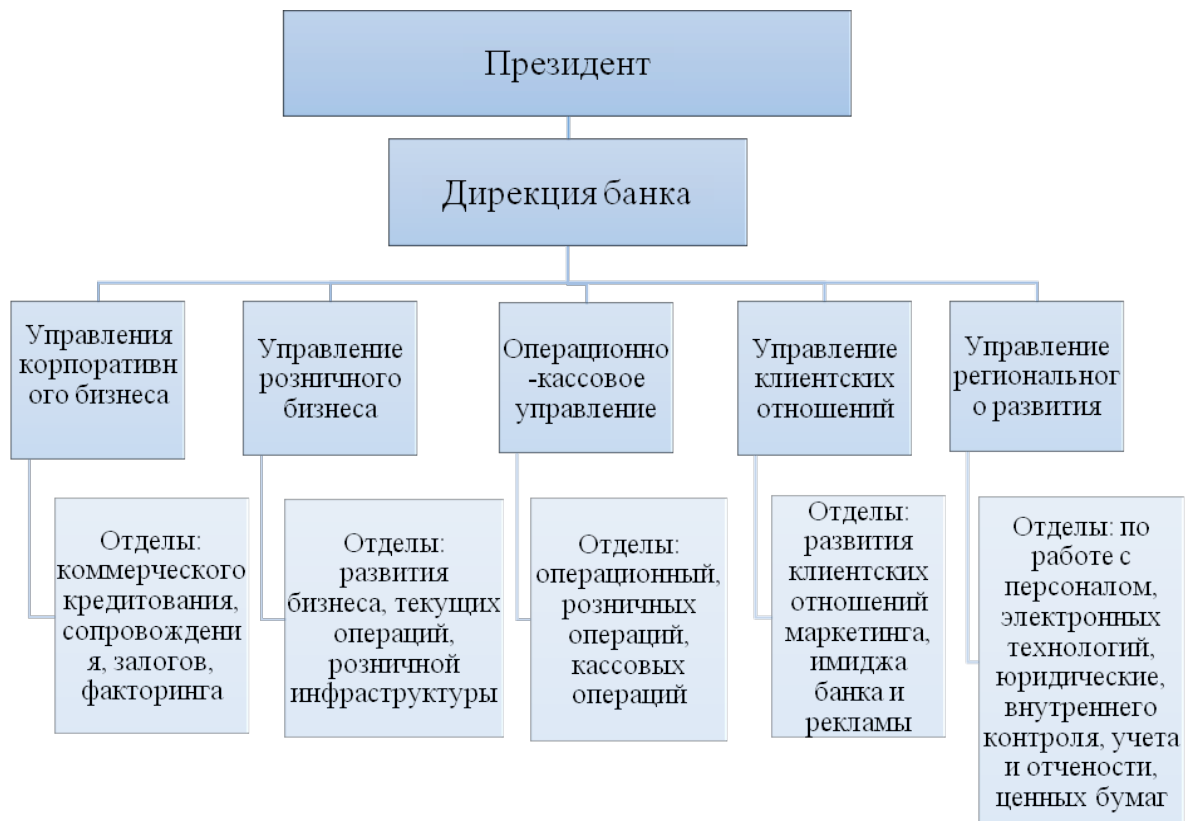 Президент
Дирекция банка
Управления
корпоративн
ого бизнеса
Управление
розничного
бизнеса
Операционно
-кассовое
управление
Управление
клиентских
отношений
Управление
региональног
о развития
Отделы:
коммерческого
кредитования,
сопровождени
я, залогов,
факторинга
Отделы:
развития
бизнеса, текущих
операций,
розничной
инфраструктуры
Отделы:
операционный,
розничных
операций,
кассовых
операций
Отделы:
развития
клиентских
отношений
маркетинга,
имиджа
банка и
рекламы
Отделы: по
работе с
персоналом,
электронных
технологий,
юридические,
внутреннего
контроля, учета
и отчености,
ценных бумаг